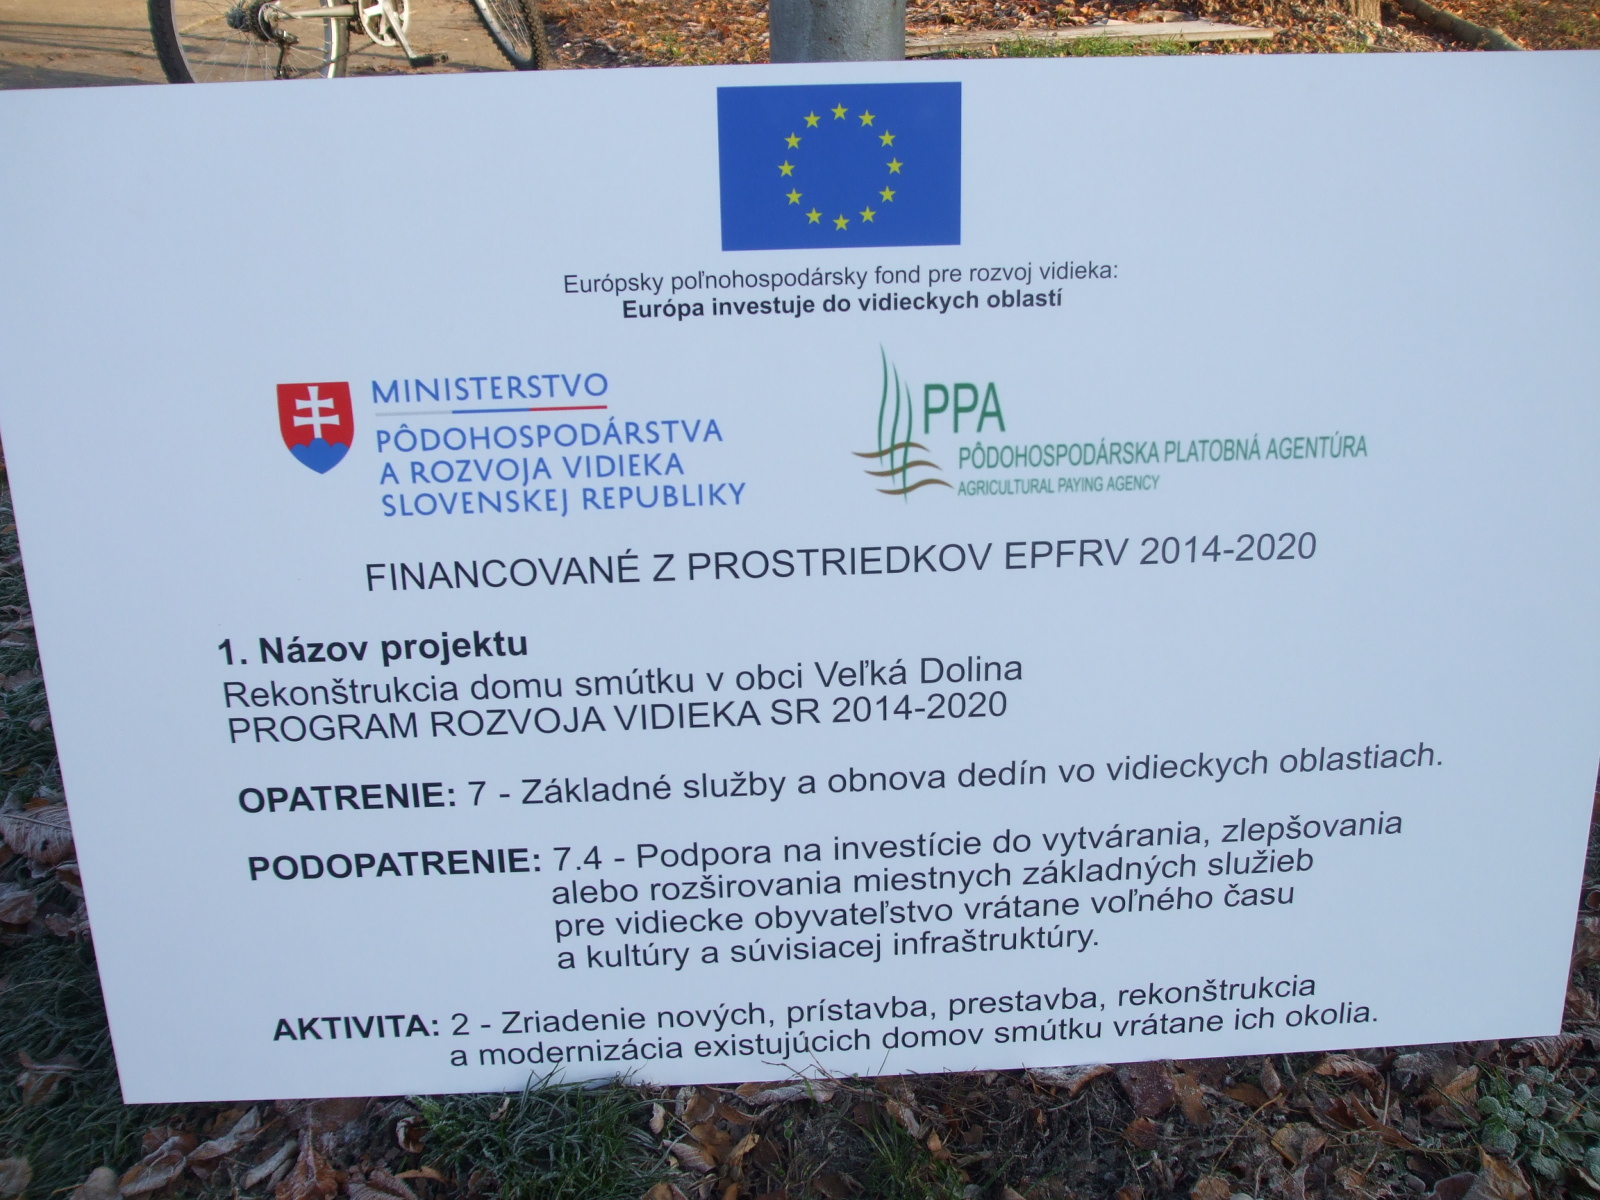 Európsky poľnohospodársky fond pre rozvoj vidieka:
Európa investuje do vidieckych oblastí
MINISTERSTVO
PÔDOHOSPODÁRSTVA
A ROZVOJA VIDIEKA
SLOVENSKEJ REPUBLIKY
PPA
PÔDOHOSPODÁRSKA PLATOBNÁ AGENTÚRA
AGRICULTURAL PAYING AGENCY
FINANCOVANÉ Z PROSTRIEDKOV EPFRV 2014-2020
1. Názov projektu
Rekonštrukcia domu smútku v obci Veľká Dolina
PROGRAM ROZVOJA VIDIEKA SR 2014-2020
OPATRENIE: 7 - Základné služby a obnova dedín vo vidieckych oblastiach.
PODOPATRENIE: 7.4 - Podpora na investície do vytvárania, zlepšovania
alebo rozširovania miestnych základných služieb
pre vidiecke obyvateľstvo vrátane voľného času
a kultúry a súvisiacej infraštruktúry.
AKTIVITA: 2 - Zriadenie nových, prístavba, prestavba, rekonštrukcia
a modernizácia existujúcich domov smútku vrátane ich okolia.